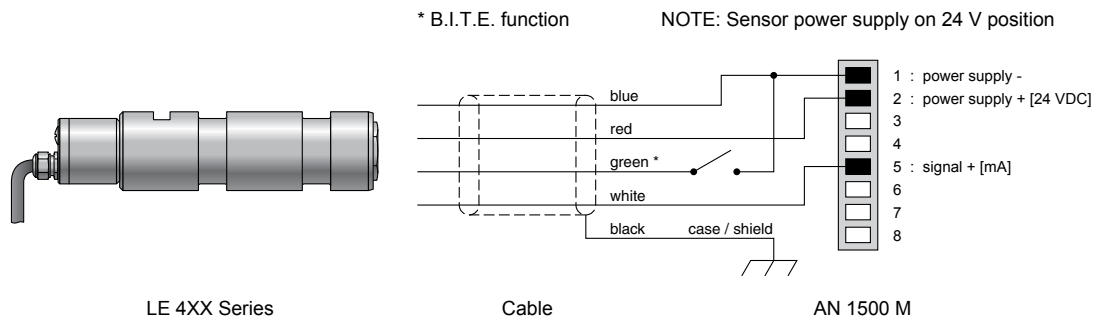 * B.I.T.E. function
NOTE: Sensor power supply on 24 V position
blue
red
green *
white
black
case / shield
1 : power supply -
2 : power supply + [24 VDC]
3
4
5 : signal + [mA]
6
7
8
LE 4XX Series
Cable
AN 1500 M